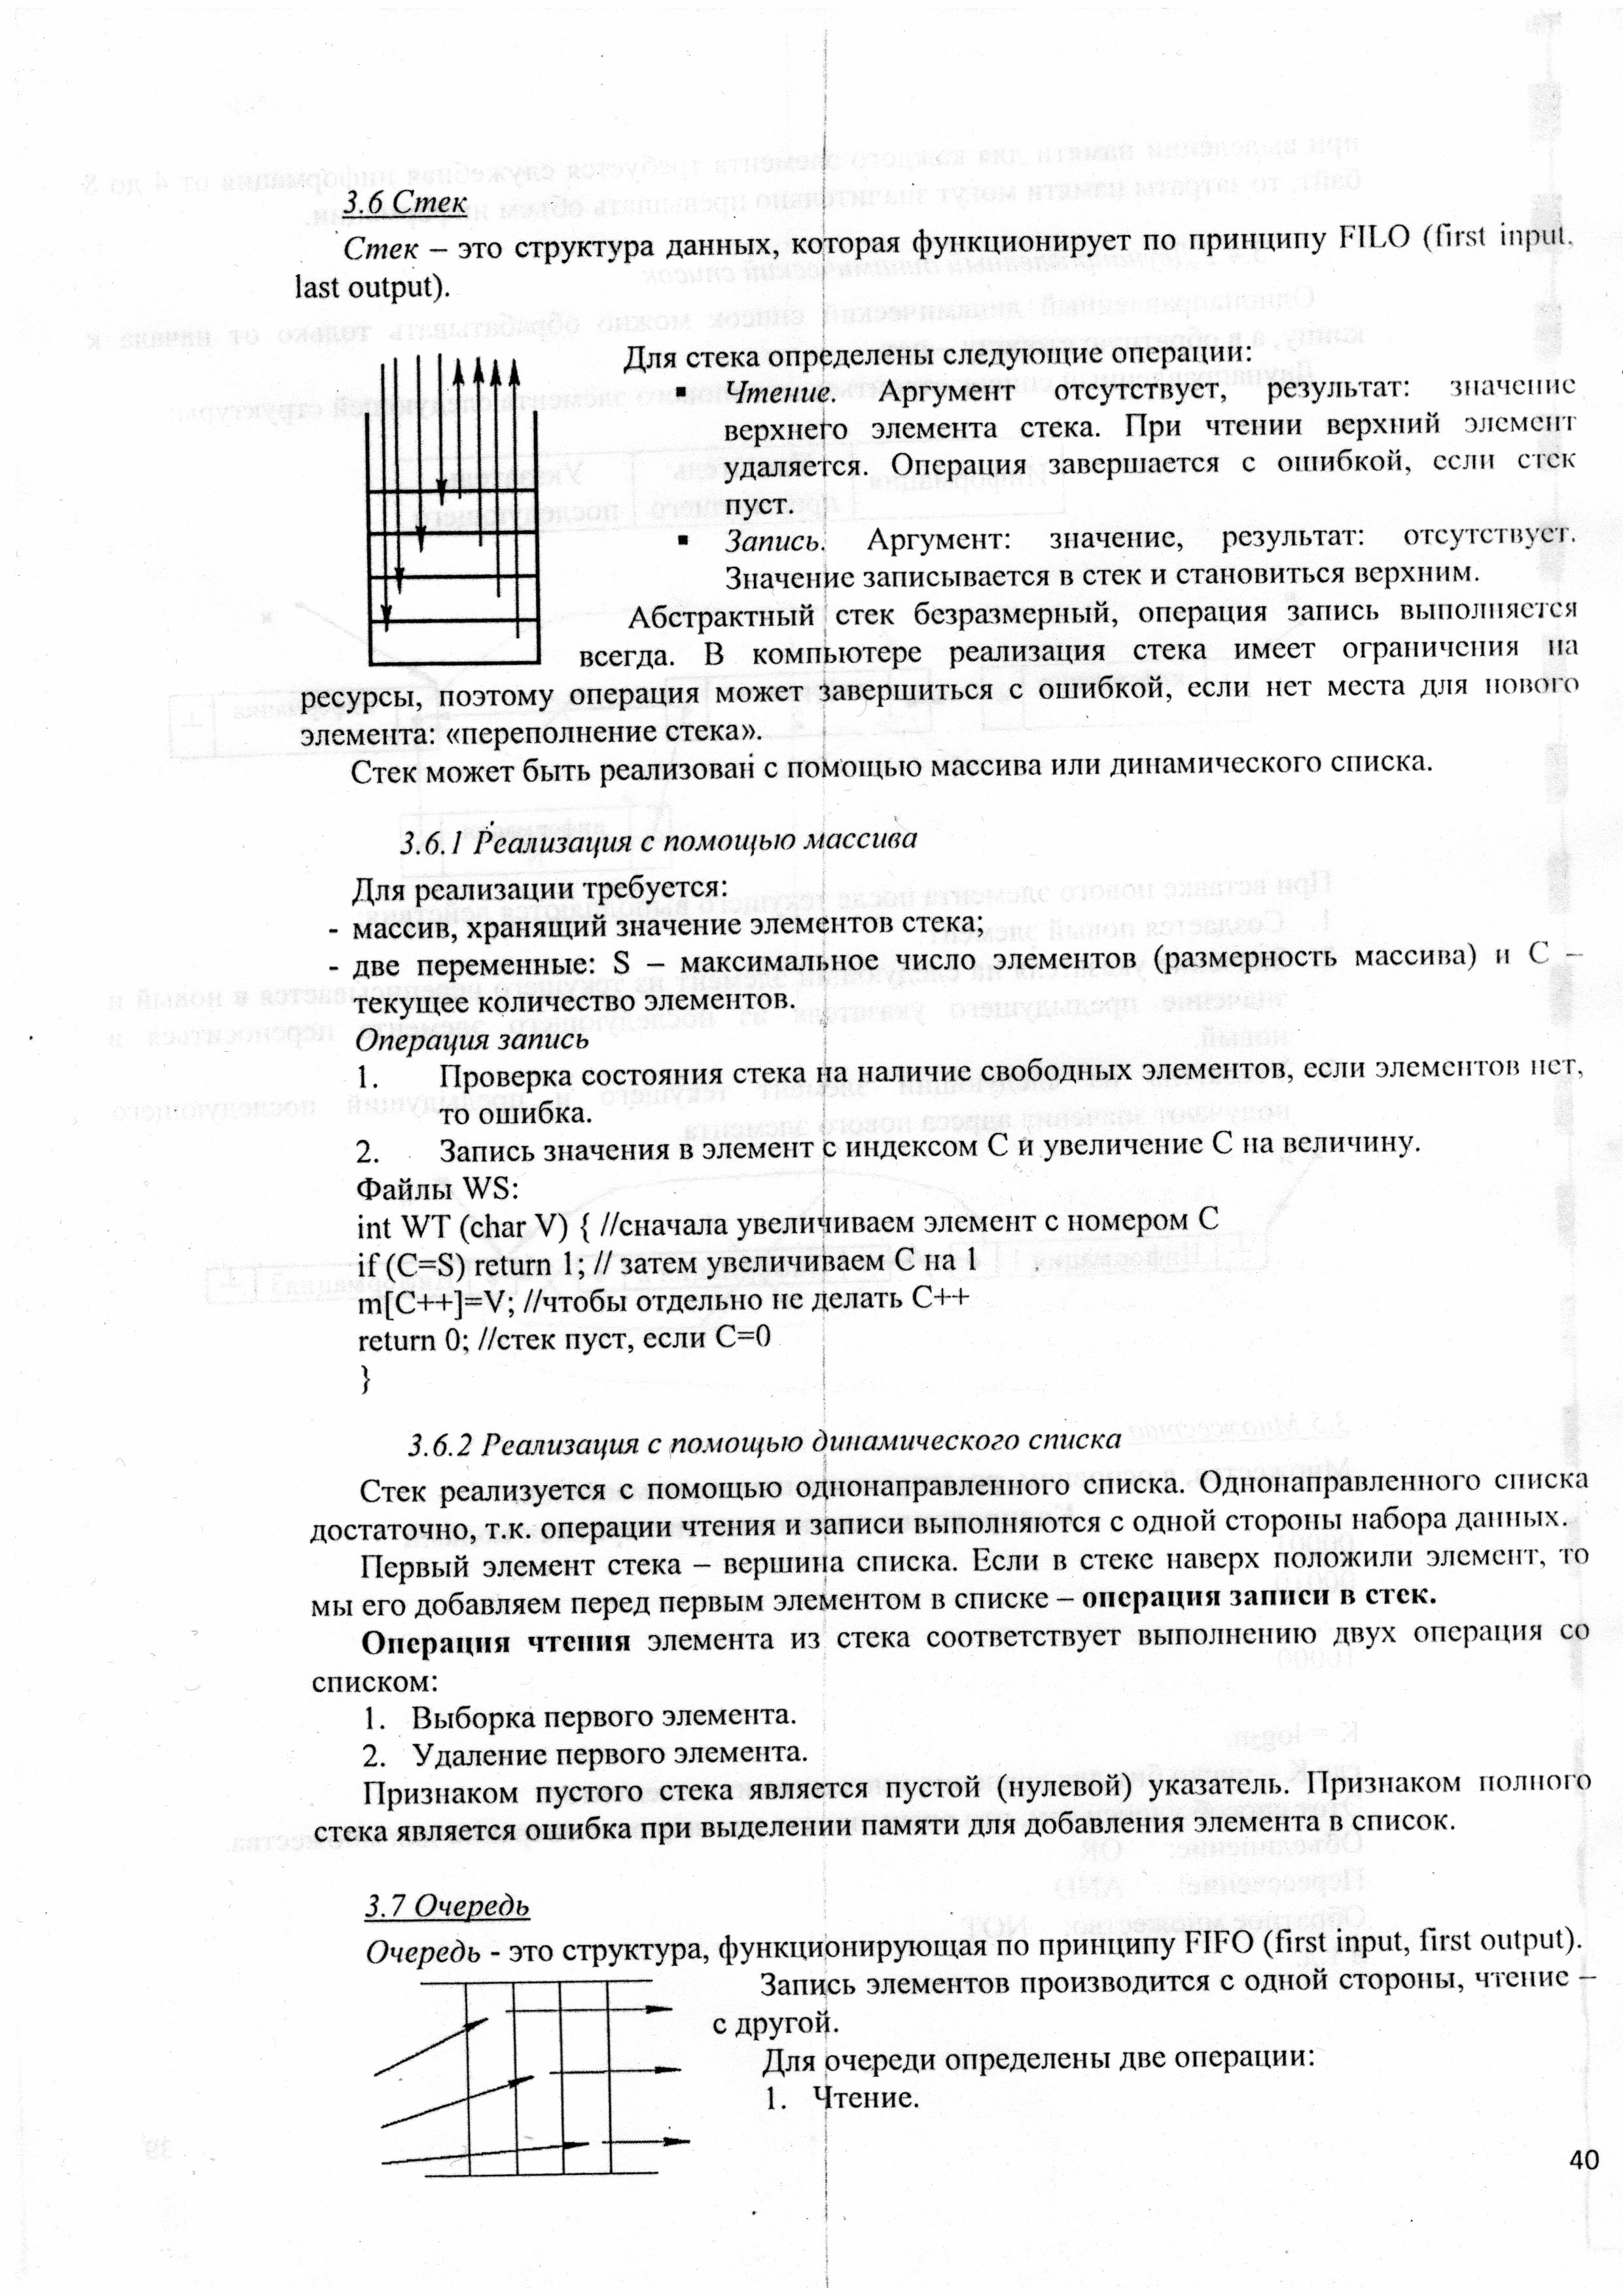 3.6 Стек
Стек – это структура данных, которая функционирует по принципу FILO (first input,
last output).
Для стека определены следующие операции:
▪ Чтение. Аргумент отсутствует, результат: значение
верхнего элемента стека. При чтении верхний элемент
удаляется. Операция завершается с ошибкой, если стек
пуст.
▪ Запись. Аргумент: значение, результат: отсутствует.
Значение записывается в стек и становиться верхним.
Абстрактный стек безразмерный, операция запись выполняется
всегда. В компьютере реализация стека имеет ограничения на
ресурсы, поэтому операция может завершиться с ошибкой, если нет места для нового
элемента: «переполнение стека».
Стек может быть реализован с помощью массива или динамического списка.
3.6.1 Реализация с помощью массива
Для реализации требуется:
- массив, хранящий значение элементов стека;
- две переменные: S – максимальное число элементов (размерность массива) и C –
текущее количество элементов.
Операция запись
1. Проверка состояния стека на наличие свободных элементов, если элементов нет,
то ошибка.
2. Запись значения в элемент с индексом С и увеличение С на величину.
Файлы WS:
int WT (char V) { //сначала увеличиваем элемент с номером С
if (C=S) return 1; // затем увеличиваем С на 1
m[C++]=V; //чтобы отдельно не делать С++
return 0; //стек пуст, если С=0
}
3.6.2 Реализация с помощью динамического списка
Стек реализуется с помощью однонаправленного списка. Однонаправленного списка
достаточно, т.к. операции чтения и записи выполняются с одной стороны набора данных.
Первый элемент стека – вершина списка. Если в стеке наверх положили элемент, то
мы его добавляем перед первым элементом в списке – операция записи в стек.
Операция чтения элемента из стека соответствует выполнению двух операция со
списком:
1. Выборка первого элемента.
2. Удаление первого элемента.
Признаком пустого стека является пустой (нулевой) указатель. Признаком полного
стека является ошибка при выделении памяти для добавления элемента в список.
3.7 Очередь
Очередь - это структура, функционирующая по принципу FIFO (first input, first output).
Запись элементов производится с одной стороны, чтение –
с другой.
Для очереди определены две операции:
1. Чтение.
40